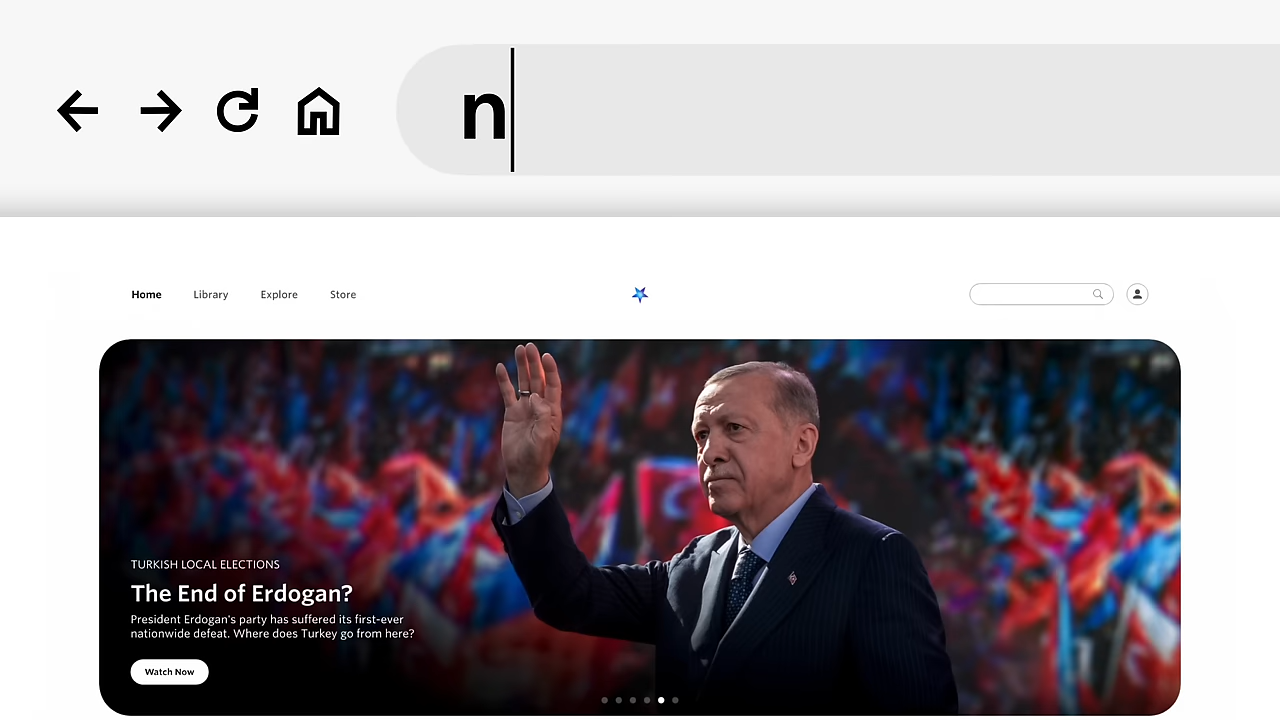 n
Home Library Explore Store
TURKISH LOCAL ELECTIONS
The End of Erdogan?
President Erdogan's party has suffered its first-ever
nationwide defeat. Where does Turkey go from here?
Watch Now